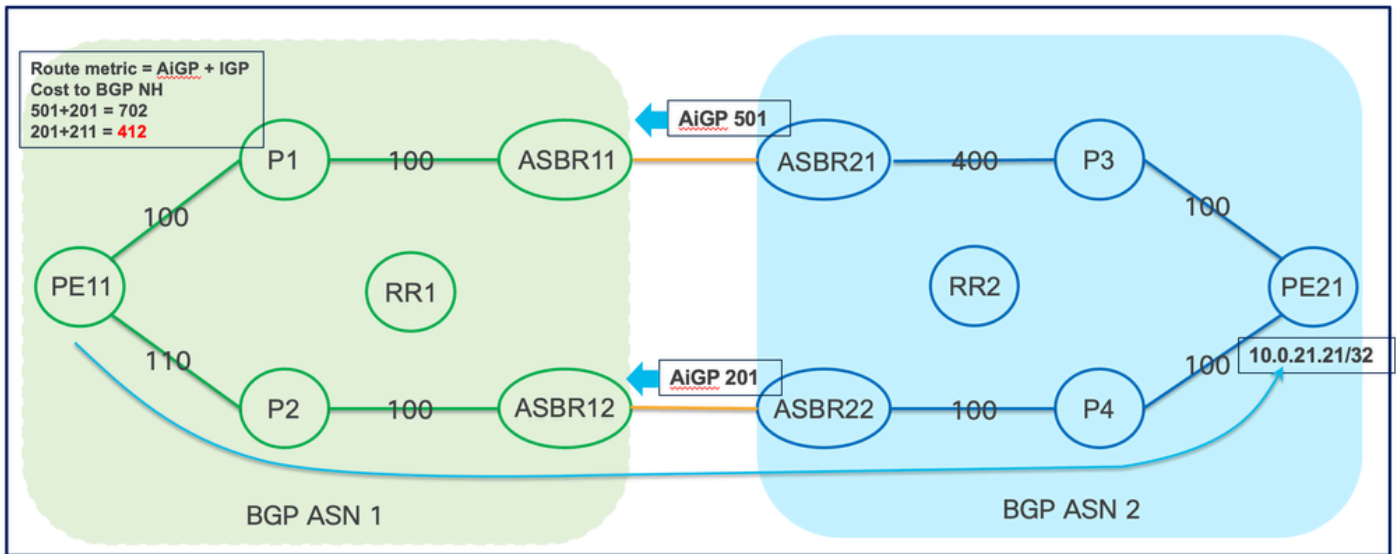 Route metric = AiGP + IGP
Cost to BGP NH
501+201 = 702
201+211 = 412
AiGP 501
P1
100
ASBR11
ASBR21
400
P3
100
100
PE11
RR1
RR2
PE21
110
AiGP 201
100
10.0.21.21/32
P2
100
ASBR12
ASBR22
100
P4
BGP ASN 1
BGP ASN 2